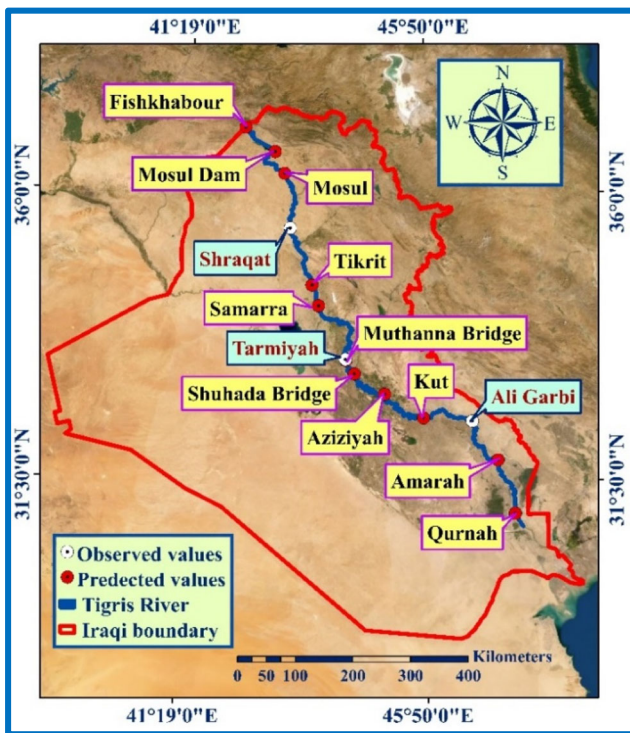 41°19'0"E
45°50'0"E
N
W
E
S
Fishkhabour
Mosul Dam
Mosul
36°0'0"N
36°0'0"N
Shraqat
Tikrit
Samarra
Muthanna Bridge
Tarmiyah
Shuhada Bridge
Kut
Ali Garbi
Aziziyah
Amarah
31°30'0"N
31°30'0"N
Qurnah
Observed values
Predected values
Tigris River
Iraqi boundary
Kilometers
0 50 100 200 300 400
41°19'0"E
45°50'0"E